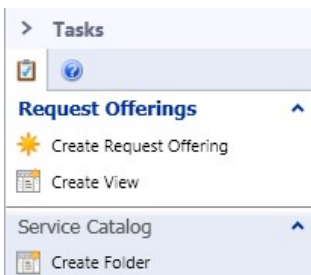 > Tasks
?
Request Offerings
Create Request Offering
Create View
Service Catalog
Create Folder